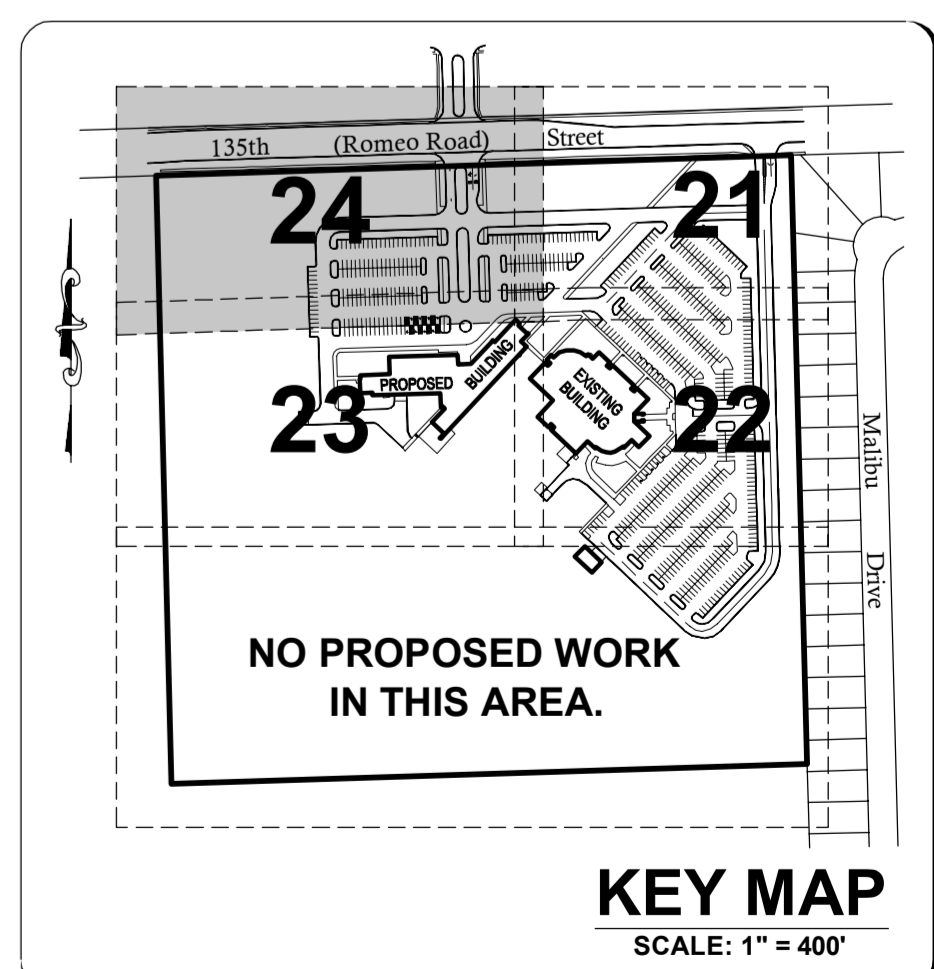 135th (Romeo Road) Street
24
21
PROPOSED BUILDING
EXISTING
BUILDING
23
22
Malibu Drive
NO PROPOSED WORK
IN THIS AREA.
KEY MAP
SCALE: 1" = 400'